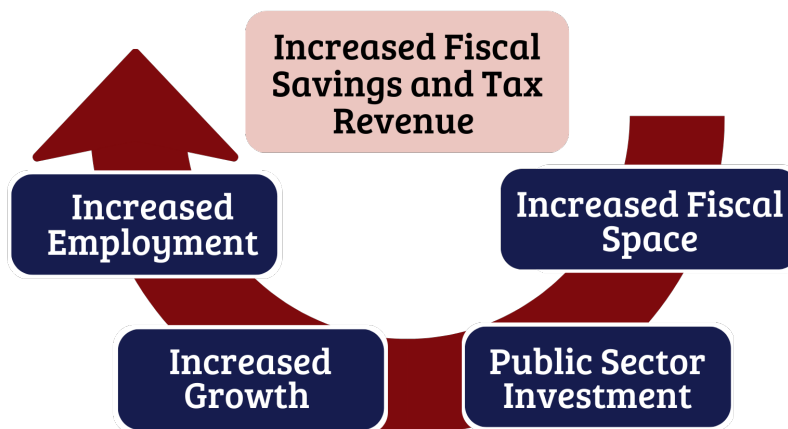 Increased Fiscal
Savings and Tax
Revenue
Increased Fiscal
Space
Public Sector
Investment
Increased
Growth
Increased
Employment